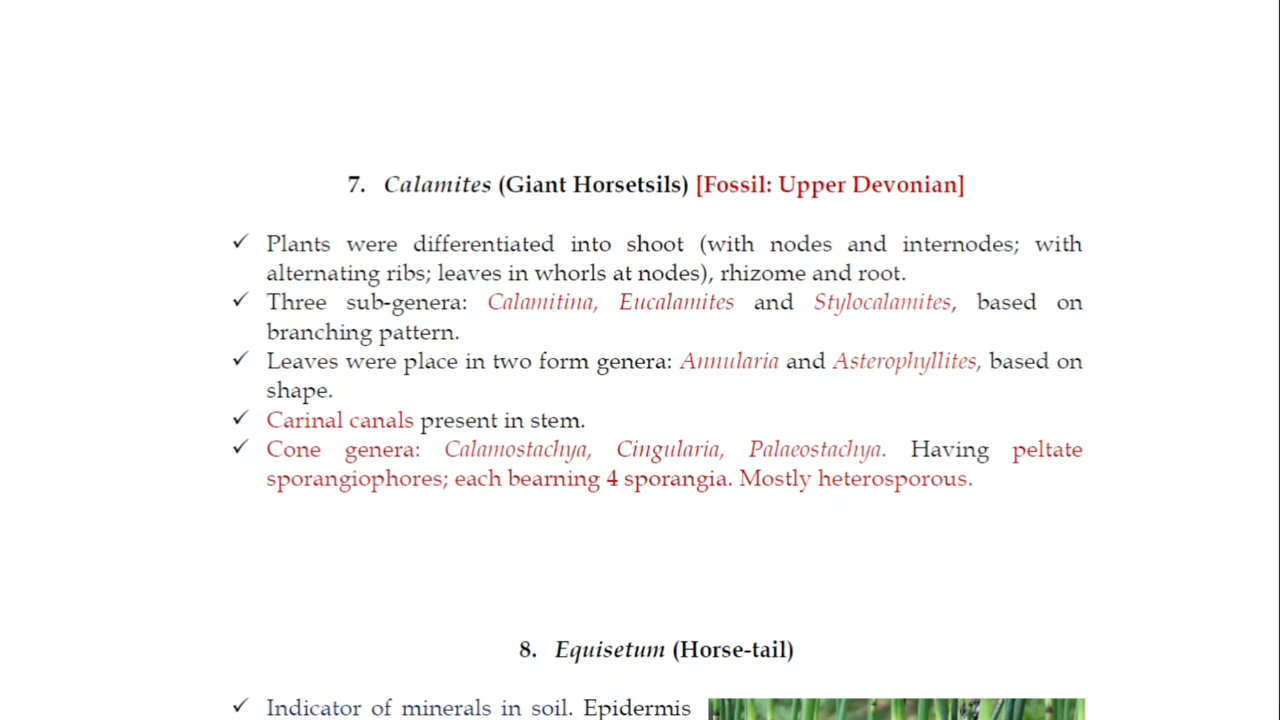 7. Calamites (Giant Horsetsils) [Fossil: Upper Devonian]
✓ Plants were differentiated into shoot (with nodes and internodes; with
alternating ribs; leaves in whorls at nodes), rhizome and root.
✓ Three sub-genera: Calamitina, Eucalamites and Stylocalamites, based on
branching pattern.
✓ Leaves were place in two form genera: Annularia and Asterophyllites, based on
shape.
✓ Carinal canals present in stem.
✓ Cone genera: Calamostachya, Cingularia, Palaeostachya. Having peltate
sporangiophores; each bearning 4 sporangia. Mostly heterosporous.
8. Equisetum (Horse-tail)
✓ Indicator of minerals in soil. Epidermis